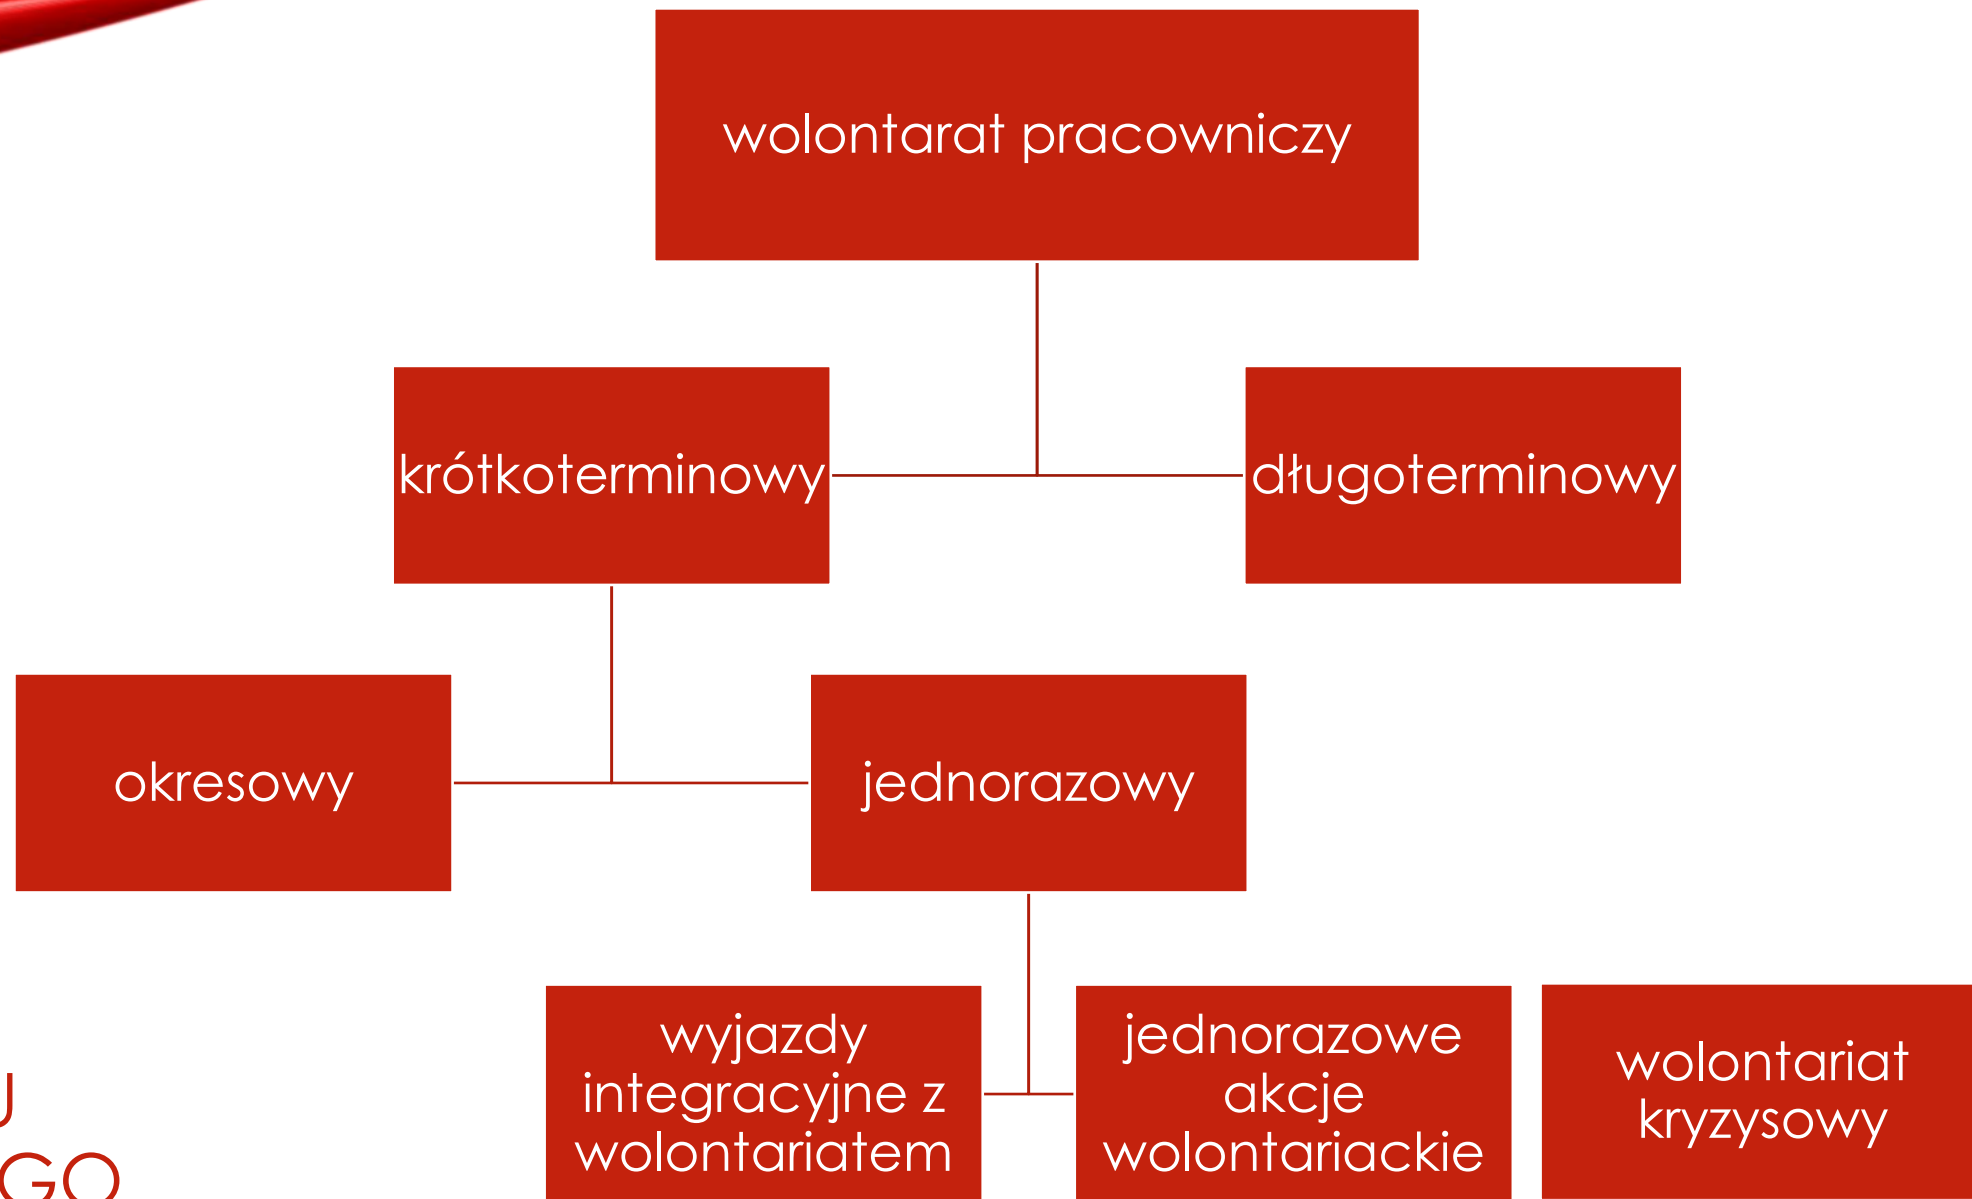 wolontarat pracowniczy
krótkoterminowy
długoterminowy
okresowy
jednorazowy
wyjazdy
integracyjne z
wolontariatem
jednorazowe
akcje
wolontariackie
wolontariat
kryzysowy
U
GO